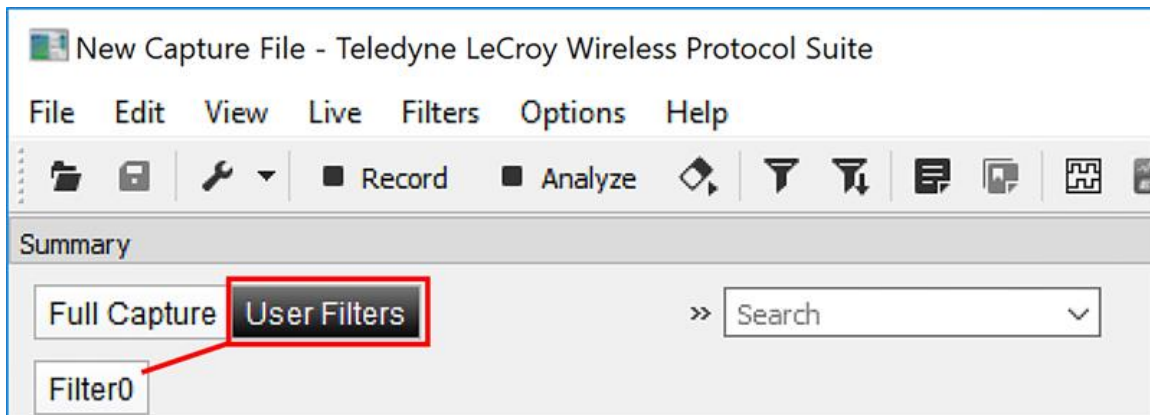 New Capture File - Teledyne LeCroy Wireless Protocol Suite
File Edit View Live Filters Options Help
Record Analyze
Summary
Full Capture User Filters » Search
Filter0